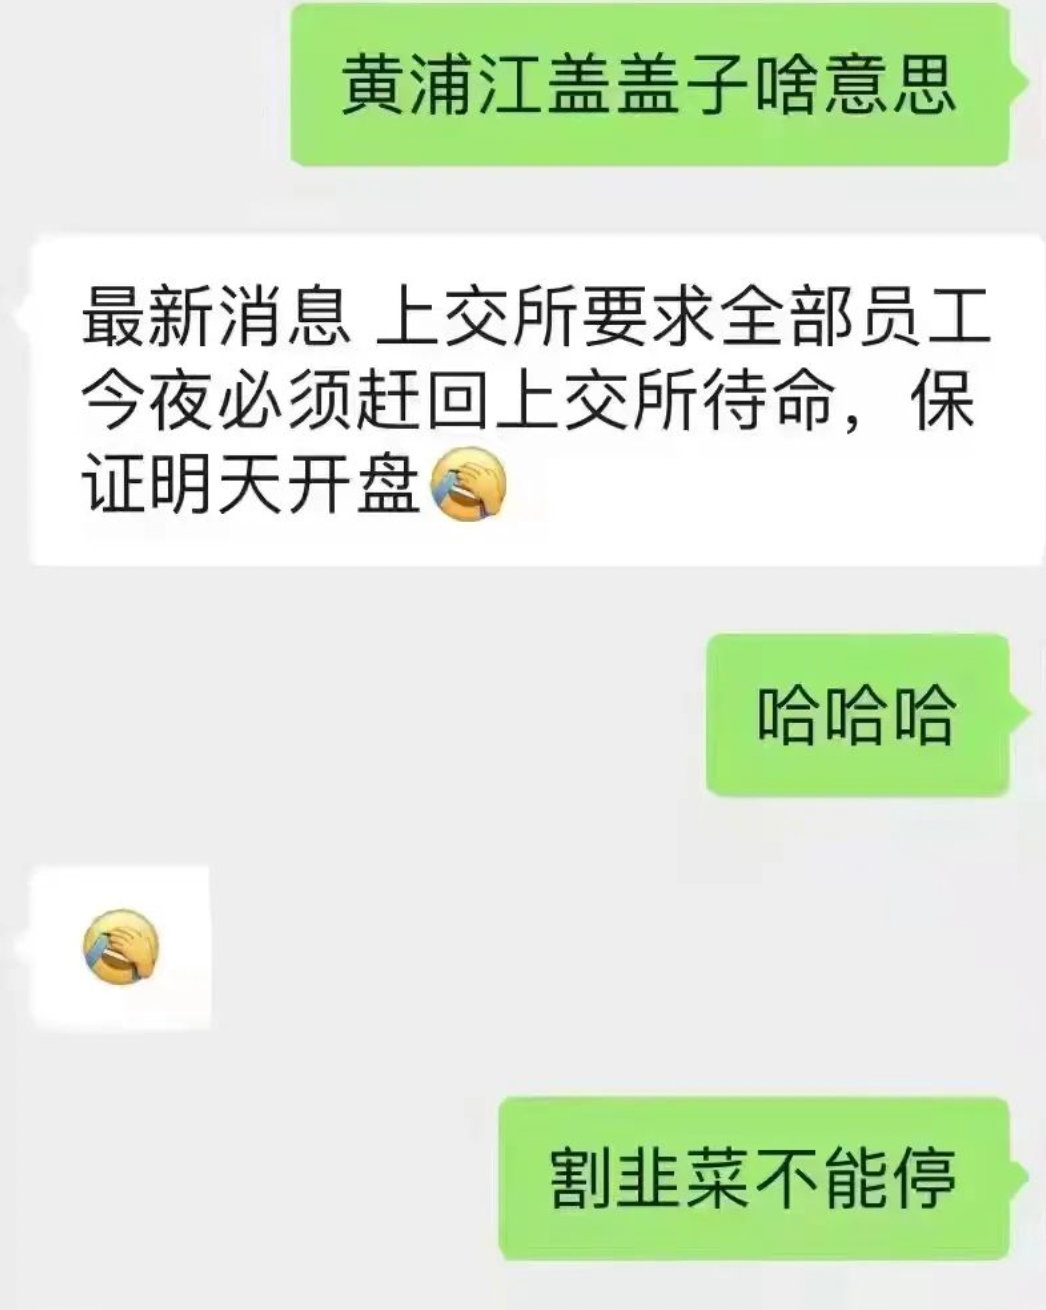 黄浦江盖盖子啥意思
最新消息 上交所要求全部员工
今夜必须赶回上交所待命，保
证明天开盘🤦
哈哈哈
割韭菜不能停